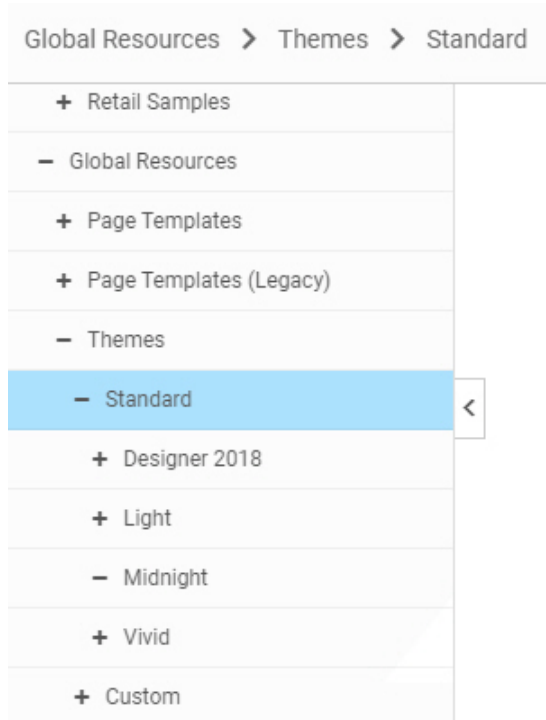 Global Resources > Themes > Standard
+ Retail Samples
− Global Resources
+ Page Templates
+ Page Templates (Legacy)
− Themes
− Standard
+ Designer 2018
+ Light
− Midnight
+ Vivid
+ Custom